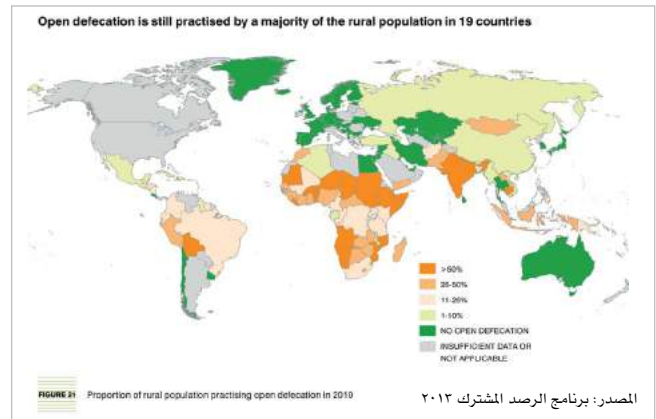 Open defecation is still practised by a majority of the rural population in 19 countries
>50%
26-50%
11-25%
1-10%
NO OPEN DEFECATION
INSUFFICIENT DATA OR
NOT APPLICABLE
FIGURE 21 Proportion of rural population practising open defecation in 2010
المصدر: برنامج الرصد المشترك ٢٠١٣